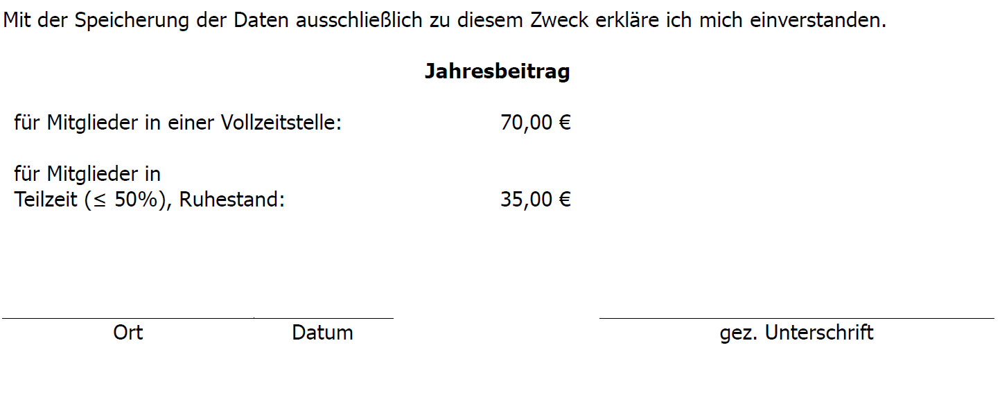 Mit der Speicherung der Daten ausschließlich zu diesem Zweck erkläre ich mich einverstanden.
Jahresbeitrag
für Mitglieder in einer Vollzeitstelle: 70,00 €
für Mitglieder in
Teilzeit (≤ 50%), Ruhestand: 35,00 €
Ort Datum gez. Unterschrift